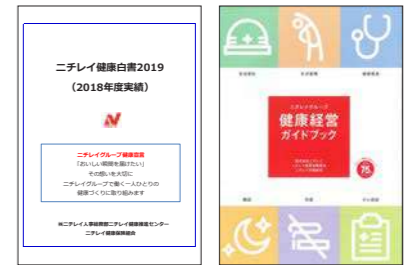 ニチレイ健康白書2019
（2018年度実績）
ニチレイグループ健康宣言
「おいしい瞬間を届けたい」
その想いを大切に
ニチレイグループで働く一人ひとりの
健康づくりに取り組みます
㈱ニチレイ人事総務部ニチレイ健康推進センター
ニチレイ健康保険組合
ニチレイグループ
健康経営
ガイドブック
75